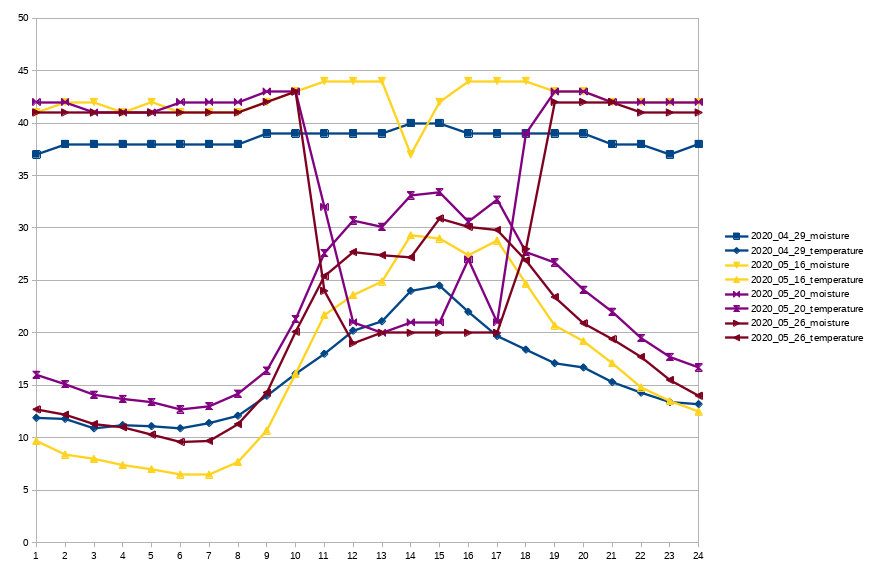 50
45
40
35
30
25
20
15
10
5
0
1 2 3 4 5 6 7 8 9 10 11 12 13 14 15 16 17 18 19 20 21 22 23 24
2020_04_29_moisture
2020_04_29_temperature
2020_05_16_moisture
2020_05_16_temperature
2020_05_20_moisture
2020_05_20_temperature
2020_05_26_moisture
2020_05_26_temperature